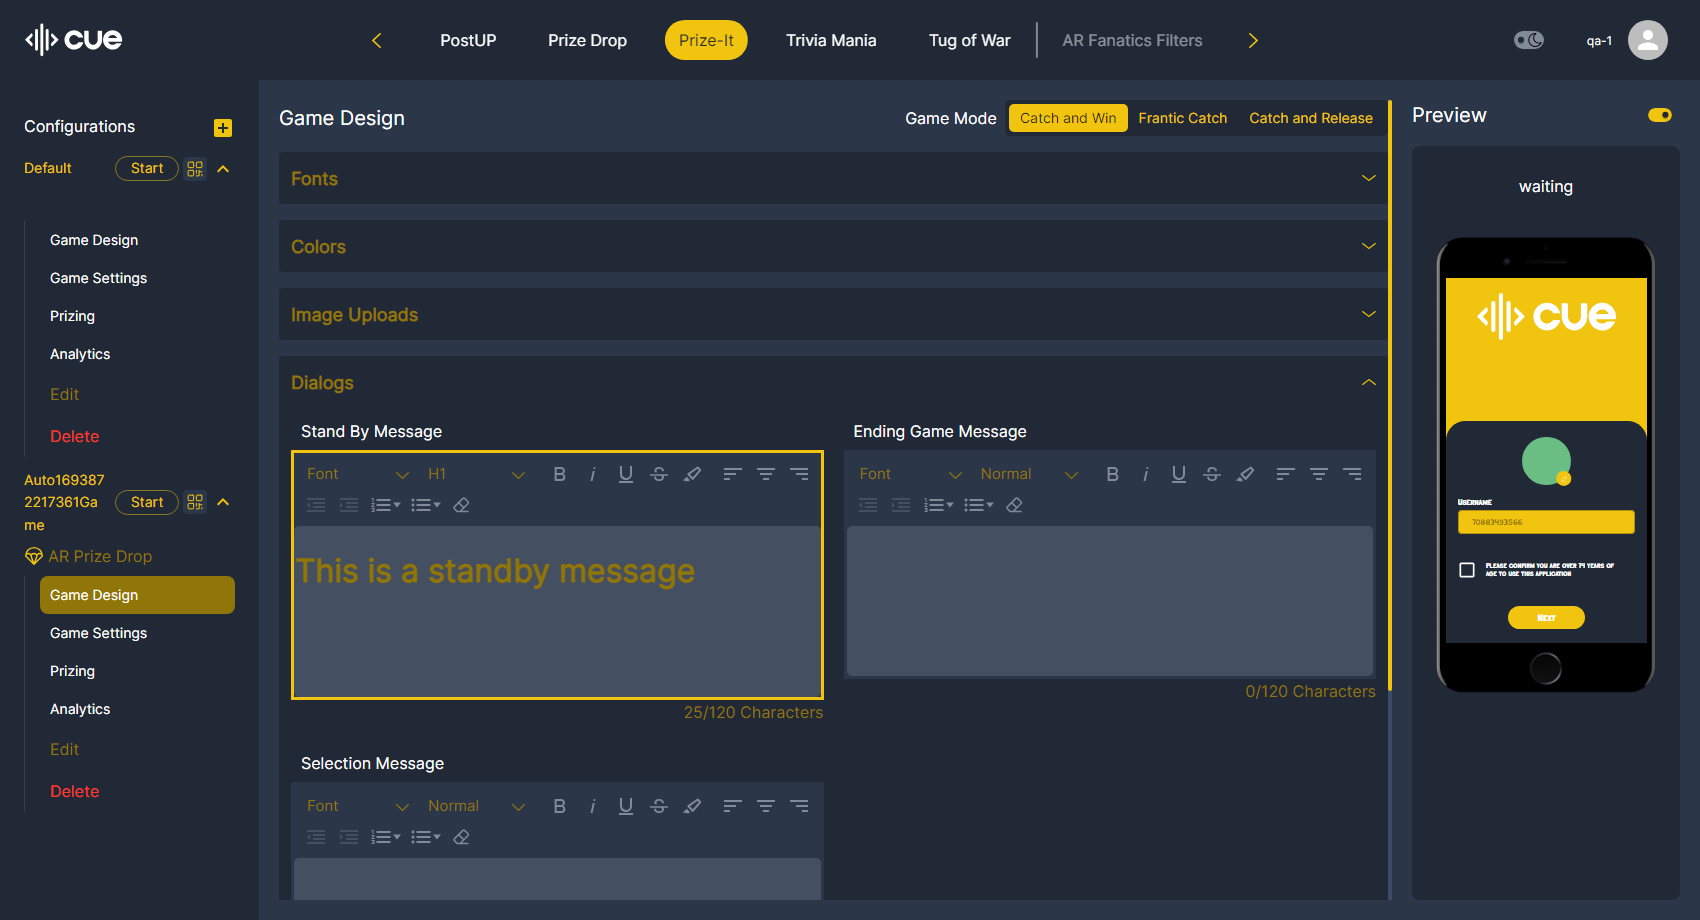 cue
PostUP
Prize Drop
Prize-It
Trivia Mania
Tug of War
AR Fanatics Filters
qa-1
Configurations
Default
Start
Game Design
Game Settings
Prizing
Analytics
Edit
Delete
Auto169387
2217361Ga
me
Start
AR Prize Drop
Game Design
Game Settings
Prizing
Analytics
Edit
Delete
Game Design
Game Mode
Catch and Win
Frantic Catch
Catch and Release
Fonts
Colors
Image Uploads
Dialogs
Stand By Message
Font
H1
This is a standby message
25/120 Characters
Ending Game Message
Font
Normal
0/120 Characters
Selection Message
Font
Normal
Preview
waiting
cue
Username
70883433566
Please confirm you are over 14 years of
age to use this application
Next